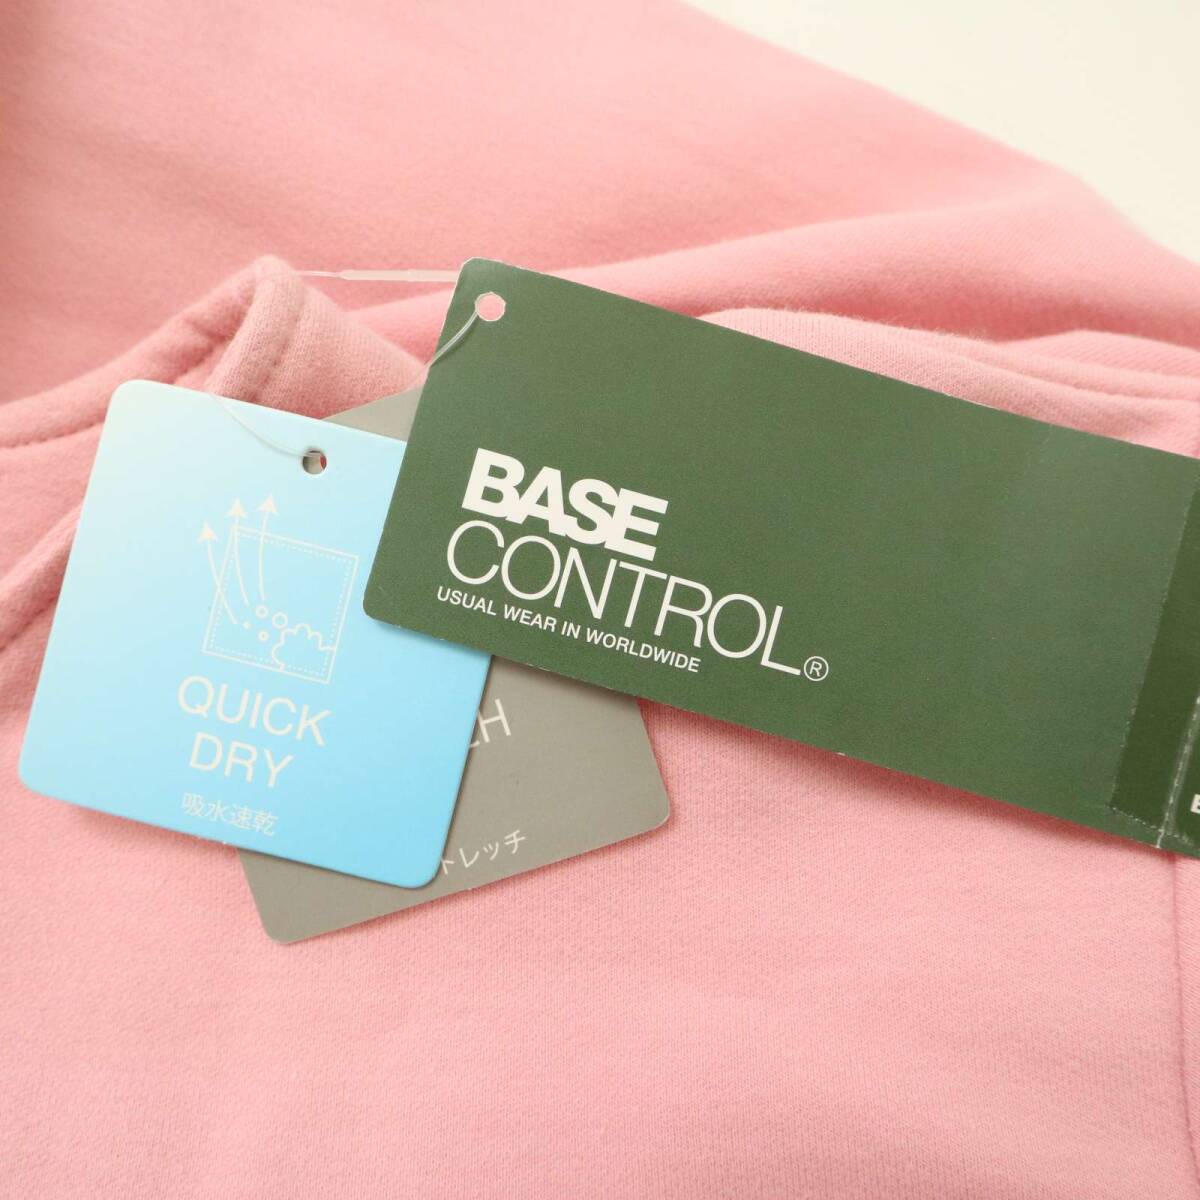 BASE
CONTROL®
USUAL WEAR IN WORLDWIDE
QUICK
DRY
吸水速乾
トレッチ